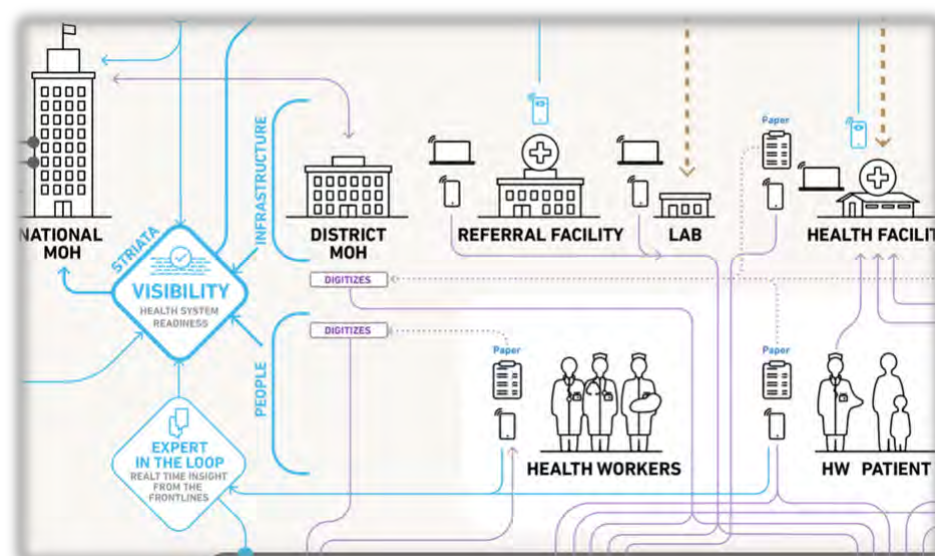 Paper
INFRASTRUCTURE
NATIONAL
MOH
DISTRICT
MOH
REFERRAL FACILITY
LAB
HEALTH FACILIT
STRIATA
VISIBILITY
HEALTH SYSTEM
READINESS
DIGITIZES
DIGITIZES
PEOPLE
Paper
Paper
EXPERT
IN THE LOOP
REALT TIME INSIGHT
FROM THE
FRONTLINES
HEALTH WORKERS
HW PATIENT